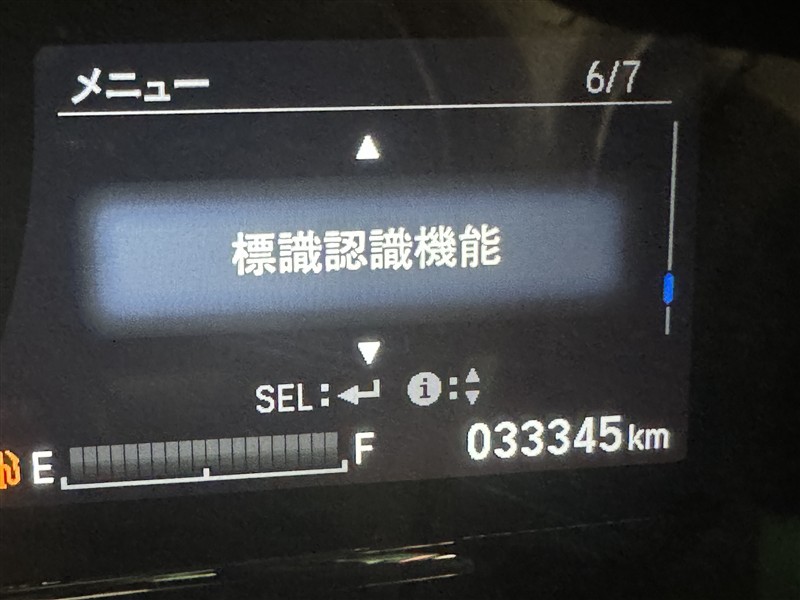 メニュー 6/7
▲
標識認識機能
▼
SEL:↵ i:▲▼
E F 033345km